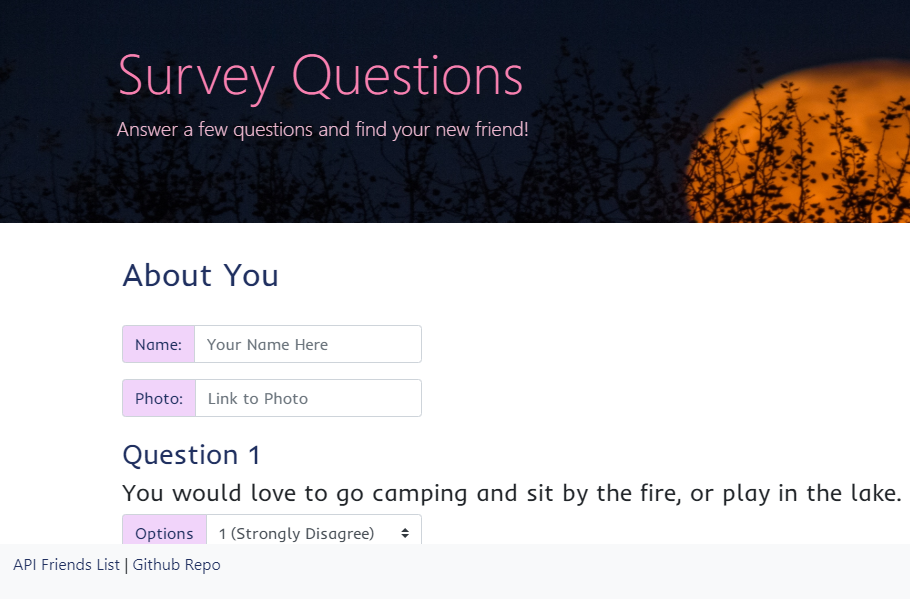 Survey Questions
Answer a few questions and find your new friend!
About You
Name: Your Name Here
Photo: Link to Photo
Question 1
You would love to go camping and sit by the fire, or play in the lake.
Options 1 (Strongly Disagree)
API Friends List | Github Repo